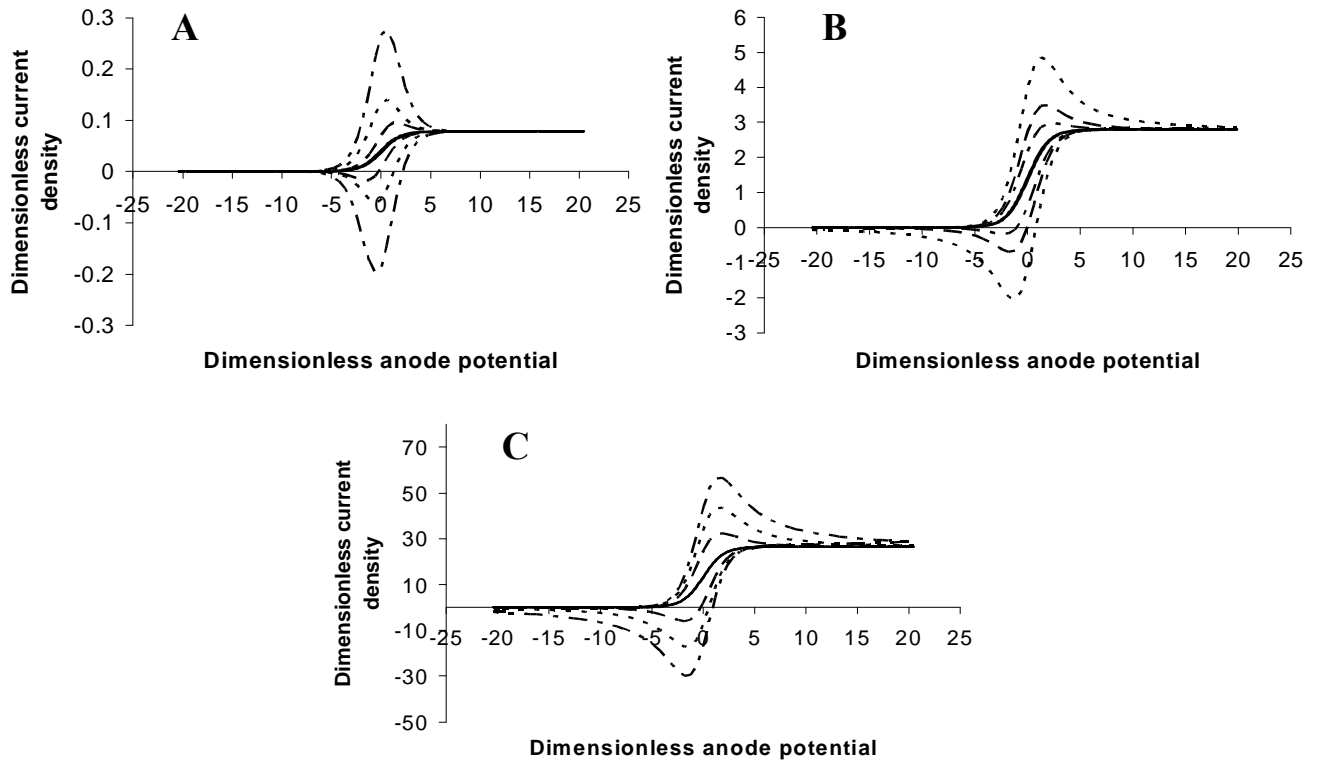 A
0.3
0.2
0.1
0
-0.1
-0.2
-0.3
-25 -20 -15 -10 -5 0 5 10 15 20 25
Dimensionless current
density
Dimensionless anode potential
B
6
5
4
3
2
1
0
-1
-2
-3
-25 -20 -15 -10 -5 0 5 10 15 20 25
Dimensionless current
density
Dimensionless anode potential
C
70
50
30
10
-10
-30
-50
-25 -20 -15 -10 -5 0 5 10 15 20 25
Dimensionless current
density
Dimensionless anode potential